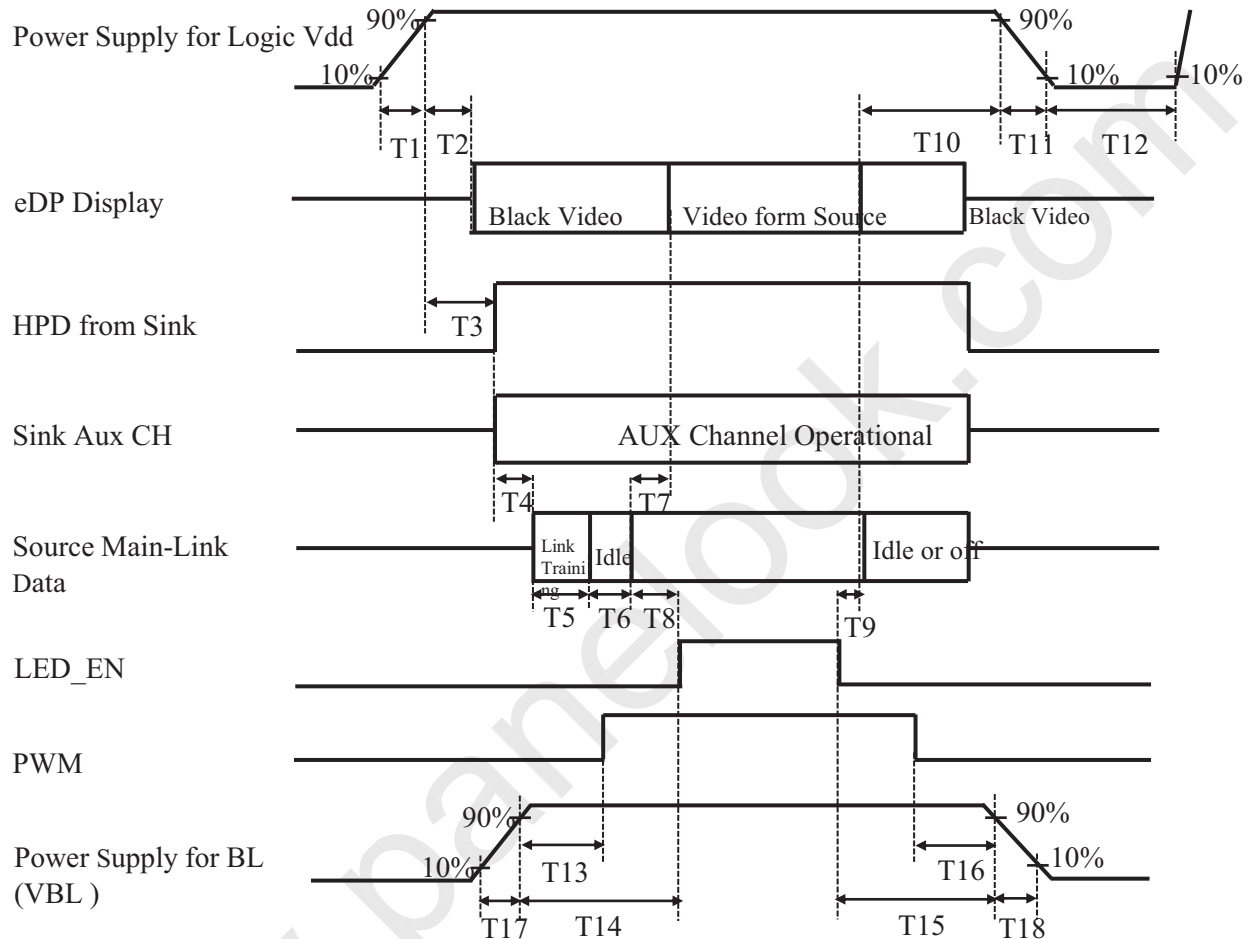 Power Supply for Logic Vdd
90%
90%
10%
10%
10%
T1
T2
T10
T11
T12
eDP Display
Black Video
Video form Source
Black Video
HPD from Sink
T3
Sink Aux CH
AUX Channel Operational
T4
T7
Source Main-Link
Data
Link
Traini
ng
Idle
Idle or off
T5
T6
T8
T9
LED_EN
PWM
90%
90%
Power Supply for BL
(VBL )
10%
T13
T16
10%
T17
T14
T15
T18
panelook.com